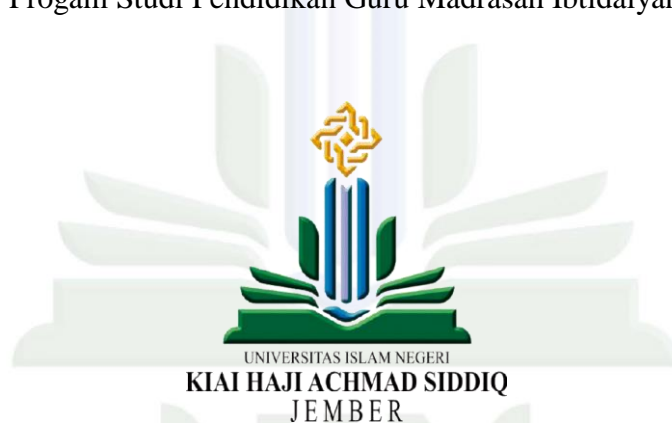 Progam Studi Pendidikan Guru Madrasah Ibtidaiyah
UNIVERSITAS ISLAM NEGERI
KIAI HAJI ACHMAD SIDDIQ
JEMBER